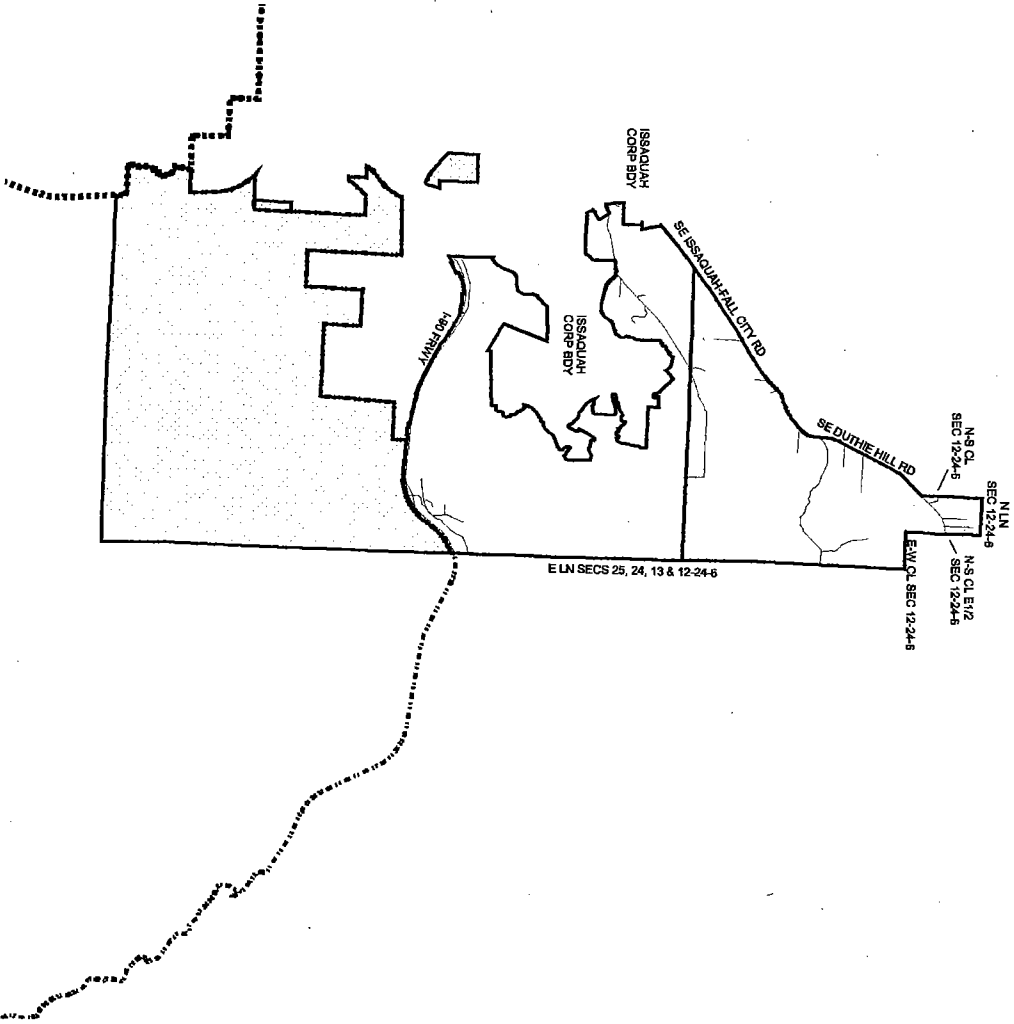 ISSAQUAH
CORP BDY
SE ISSAQUAH-FALL CITY RD
ISSAQUAH
CORP BDY
I-90 FRWY
SE DUTHIE HILL RD
N-S CL
SEC 12-24-6
N LN
SEC 12-24-6
N-S CL E1/2
SEC 12-24-6
E-W CL SEC 12-24-6
E LN SECS 25, 24, 13 & 12-24-6